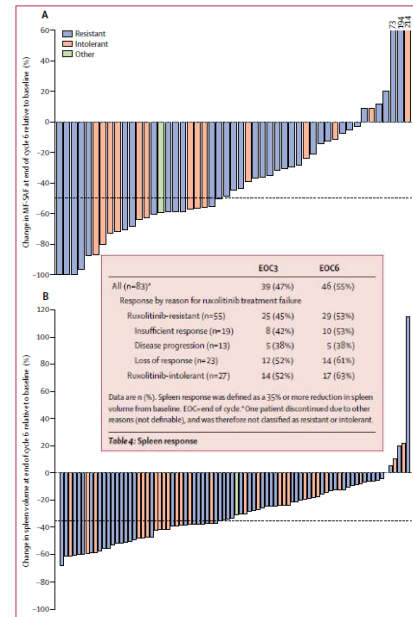 A
73
194
214
60
Resistant
Intolerant
Other
40
20
0
−20
−40
−60
−80
−100
Change in MF-SAF at end of cycle 6 relative to baseline (%)
EOC3 EOC6
All (n=83)* 39 (47%) 46 (55%)
Response by reason for ruxolitinib treatment failure
Ruxolitinib-resistant (n=55) 25 (45%) 29 (53%)
Insufficient response (n=19) 8 (42%) 10 (53%)
Disease progression (n=13) 5 (38%) 5 (38%)
Loss of response (n=23) 12 (52%) 14 (61%)
Ruxolitinib-intolerant (n=27) 14 (52%) 17 (63%)
Data are n (%). Spleen response was defined as a 35% or more reduction in spleen
volume from baseline. EOC=end of cycle. *One patient discontinued due to other
reasons (not definable), and was therefore not classified as resistant or intolerant.
Table 4: Spleen response
B
120
100
80
60
40
20
0
−20
−40
−60
−80
−100
Change in spleen volume at end of cycle 6 relative to baseline (%)